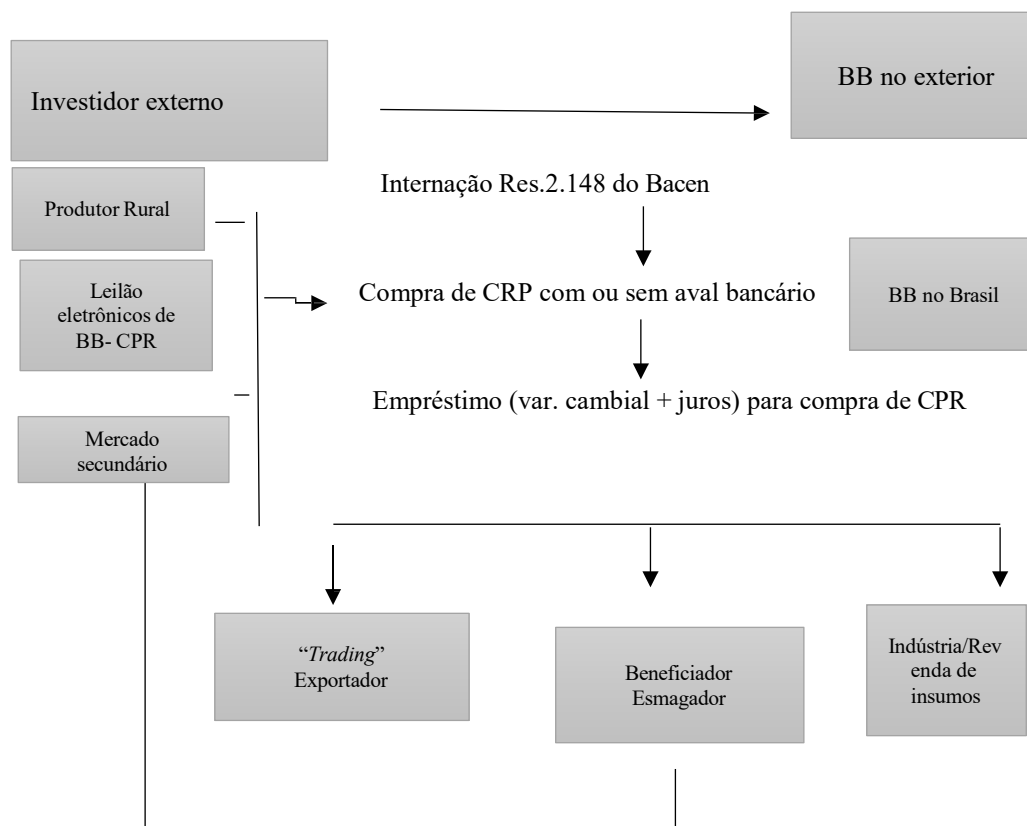 Investidor externo
BB no exterior
Internação Res.2.148 do Bacen
Produtor Rural
Leilão
eletrônicos de
BB- CPR
Compra de CRP com ou sem aval bancário
BB no Brasil
Empréstimo (var. cambial + juros) para compra de CPR
Mercado
secundário
“Trading”
Exportador
Beneficiador
Esmagador
Indústria/Rev
enda de
insumos